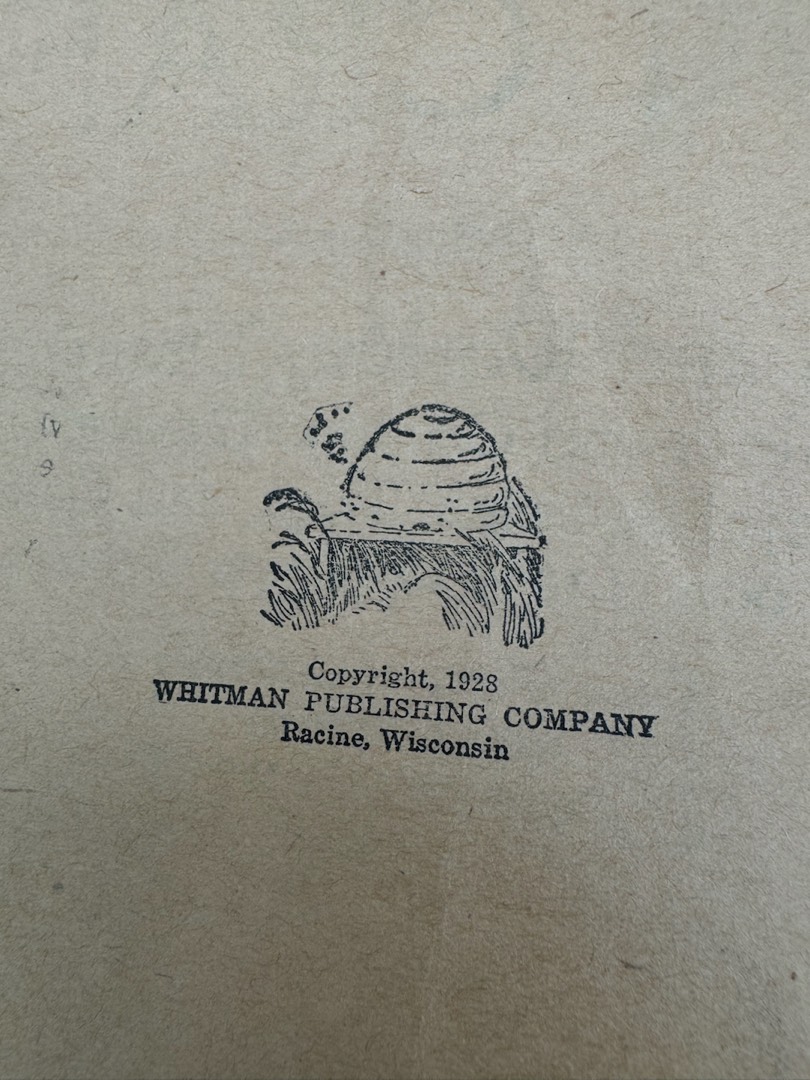 Copyright, 1928
WHITMAN PUBLISHING COMPANY
Racine, Wisconsin